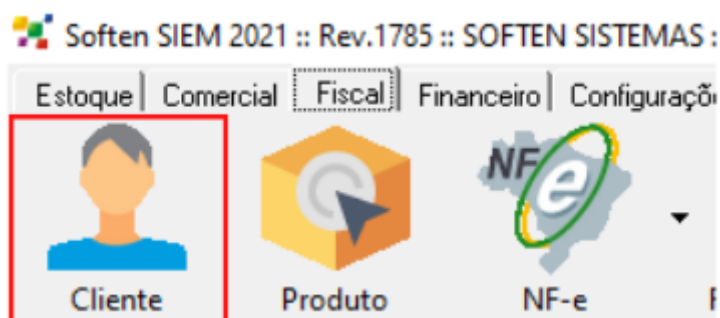 Soften SIEM 2021 :: Rev.1785 :: SOFTEN SISTEMAS :
Estoque Comercial Fiscal Financeiro
NF e
Cliente Produto NF-e